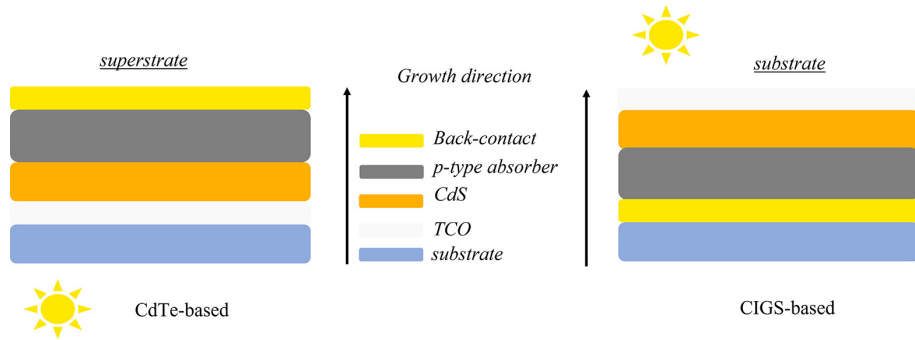 superstrate
Growth direction
substrate
Back-contact
p-type absorber
CdS
TCO
substrate
CdTe-based
CIGS-based